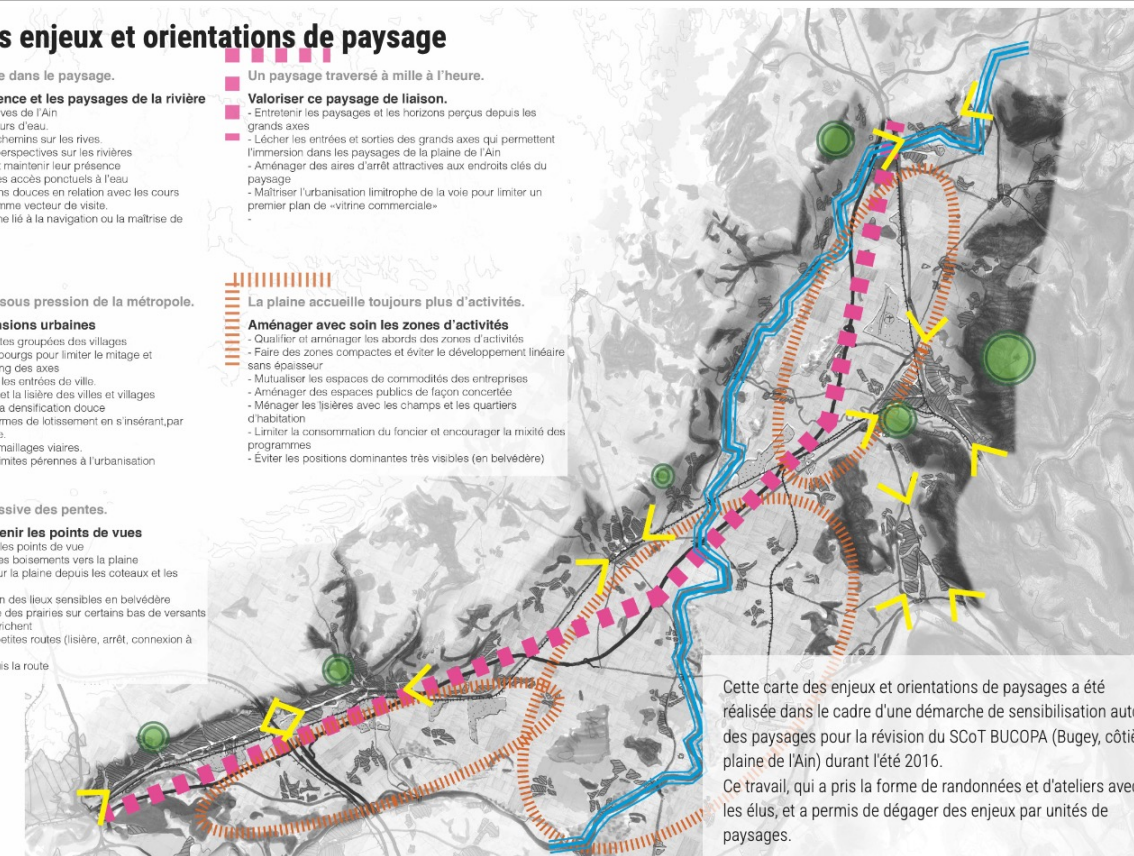 s enjeux et orientations de paysage
e dans le paysage.
ence et les paysages de la rivière
ves de l'Ain
urs d'eau.
chemins sur les rives.
erspectives sur les rivières
t maintenir leur présence
es accès ponctuels à l'eau
ns douces en relation avec les cours
mme vecteur de visite.
ne lié à la navigation ou la maîtrise de
Un paysage traversé à mille à l'heure.
Valoriser ce paysage de liaison.
- Entretenir les paysages et les horizons perçus depuis les
grands axes
- Lécher les entrées et sorties des grands axes qui permettent
l'immersion dans les paysages de la plaine de l'Ain
- Aménager des aires d'arrêt attractives aux endroits clés du
paysage
- Maîtriser l'urbanisation limitrophe de la voie pour limiter un
premier plan de «vitrine commerciale»
-
sous pression de la métropole.
nsions urbaines
tes groupées des villages
bourgs pour limiter le mitage et
ng des axes
les entrées de ville.
et la lisière des villes et villages
a densification douce
rmes de lotissement en s'insérant,par
e.
maillages viaires.
imites pérennes à l'urbanisation
La plaine accueille toujours plus d'activités.
Aménager avec soin les zones d'activités
- Qualifier et aménager les abords des zones d'activités
- Faire des zones compactes et éviter le développement linéaire
sans épaisseur
- Mutualiser les espaces de commodités des entreprises
- Aménager des espaces publics de façon concertée
- Ménager les lisières avec les champs et les quartiers
d'habitation
- Limiter la consommation du foncier et encourager la mixité des
programmes
- Éviter les positions dominantes très visibles (en belvédère)
ssive des pentes.
enir les points de vues
les points de vue
es boisements vers la plaine
ur la plaine depuis les coteaux et les
n des lieux sensibles en belvédère
e des prairies sur certains bas de versants
richent
petites routes (lisière, arrêt, connexion à
is la route
Cette carte des enjeux et orientations de paysages a été
réalisée dans le cadre d'une démarche de sensibilisation auto
des paysages pour la révision du SCoT BUCOPA (Bugey, côtiè
plaine de l'Ain) durant l'été 2016.
Ce travail, qui a pris la forme de randonnées et d'ateliers avec
les élus, et a permis de dégager des enjeux par unités de
paysages.